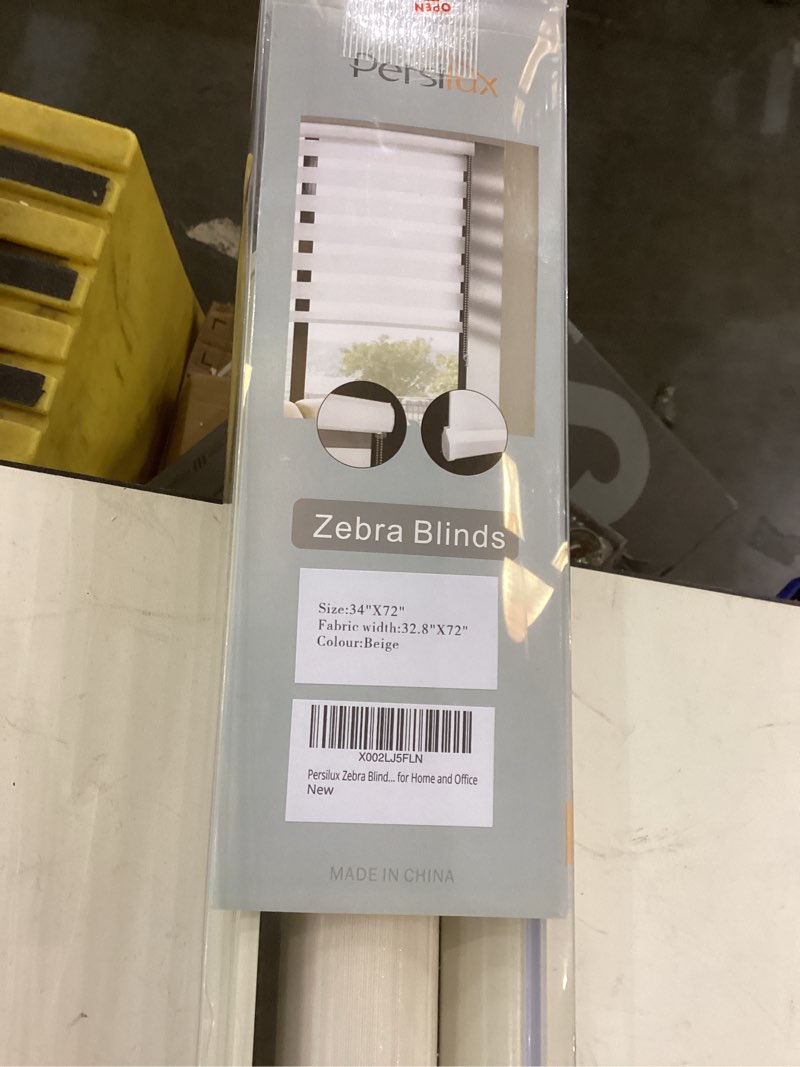 OPEN
Persilux
Zebra Blinds
Size:34"X72"
Fabric width:32.8"X72"
Colour:Beige
X002LJ5FLN
Persilux Zebra Blind... for Home and Office
New
MADE IN CHINA